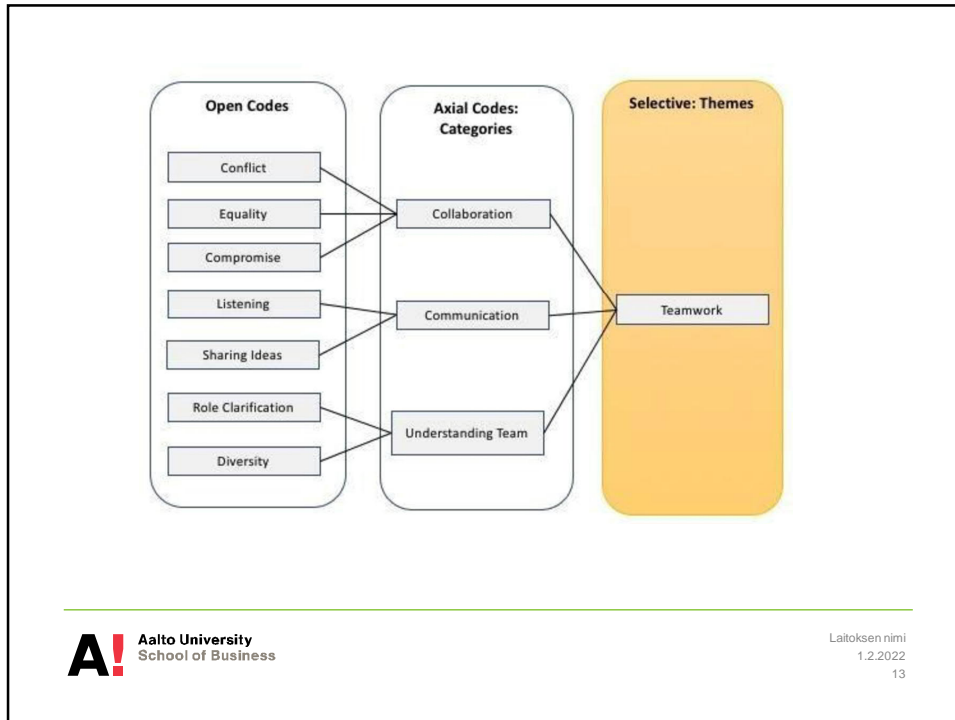 Open Codes
Conflict
Equality
Compromise
Listening
Sharing Ideas
Role Clarification
Diversity
Axial Codes:
Categories
Collaboration
Communication
Understanding Team
Selective: Themes
Teamwork
A!
Aalto University
School of Business
Laitoksen nimi
1.2.2022
13